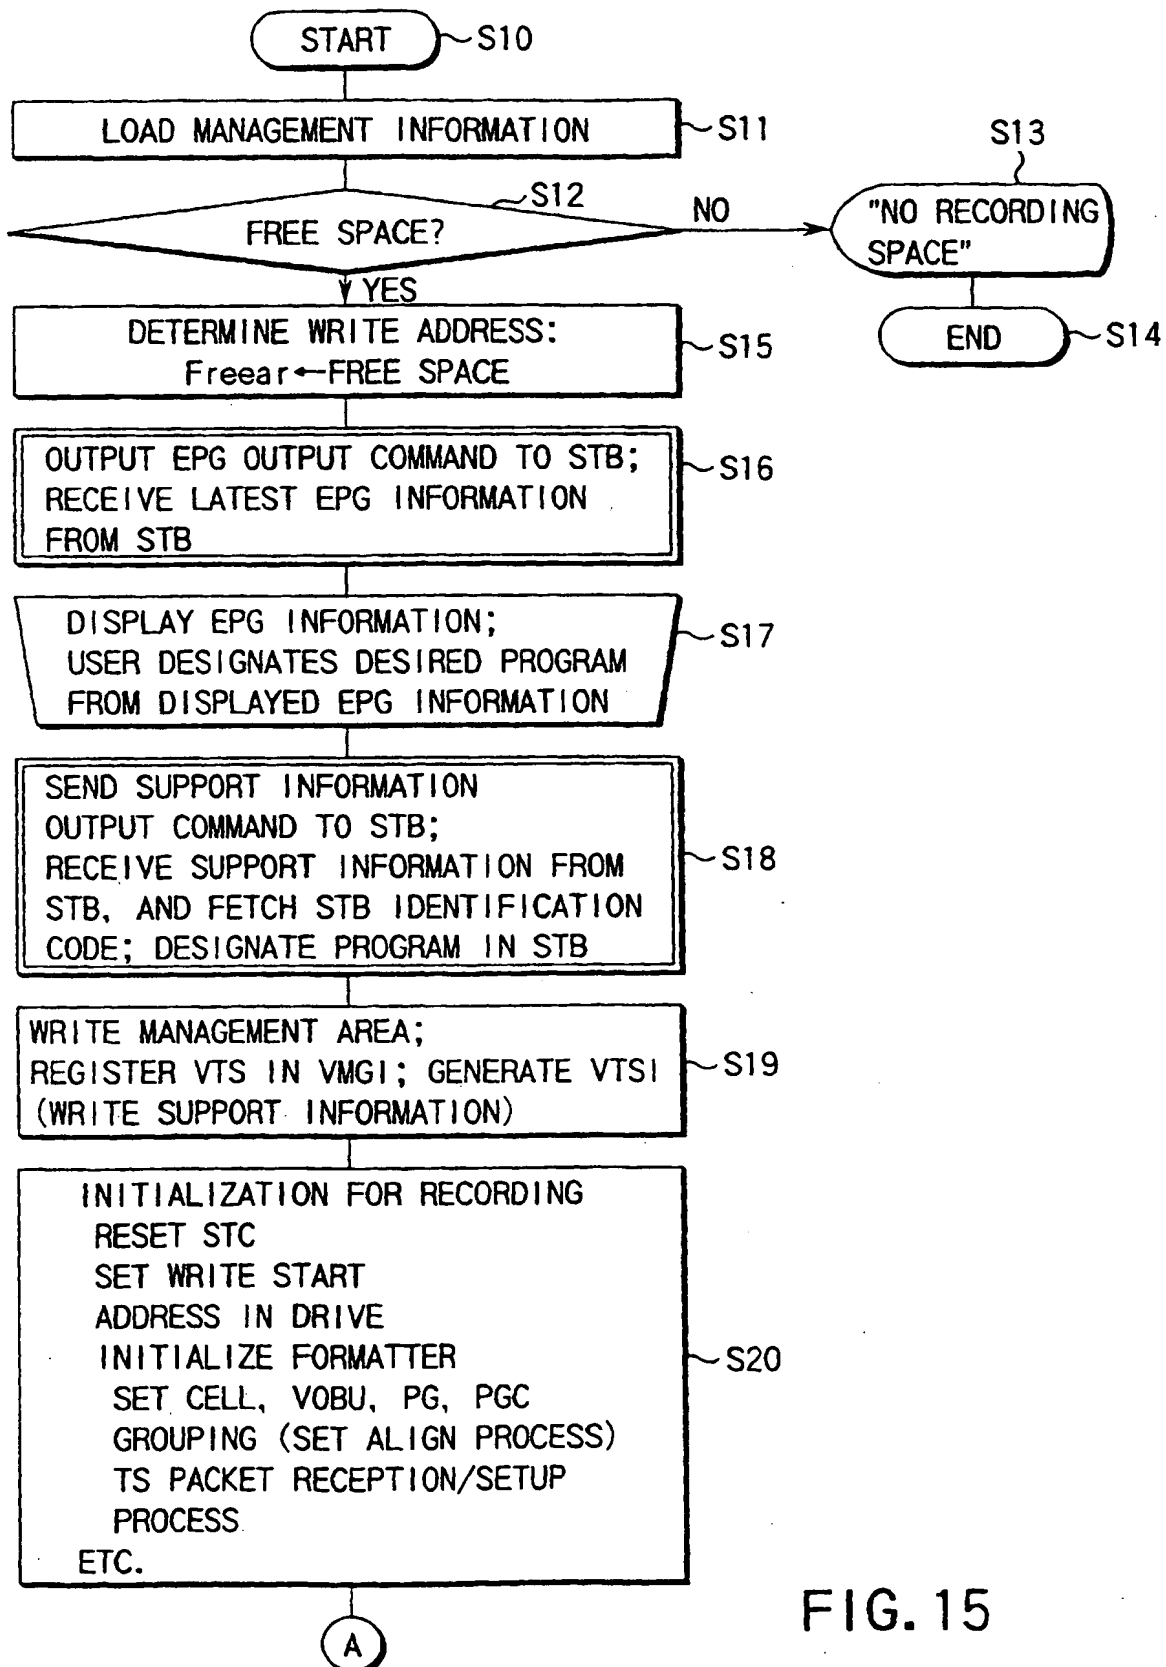 START S10
LOAD MANAGEMENT INFORMATION S11
S12
FREE SPACE?
NO
S13
"NO RECORDING
SPACE"
END S14
YES
DETERMINE WRITE ADDRESS:
Freear←FREE SPACE
S15
OUTPUT EPG OUTPUT COMMAND TO STB;
RECEIVE LATEST EPG INFORMATION
FROM STB
S16
DISPLAY EPG INFORMATION;
USER DESIGNATES DESIRED PROGRAM
FROM DISPLAYED EPG INFORMATION
S17
SEND SUPPORT INFORMATION
OUTPUT COMMAND TO STB;
RECEIVE SUPPORT INFORMATION FROM
STB, AND FETCH STB IDENTIFICATION
CODE; DESIGNATE PROGRAM IN STB
S18
WRITE MANAGEMENT AREA;
REGISTER VTS IN VMGI; GENERATE VTSI
(WRITE SUPPORT INFORMATION)
S19
INITIALIZATION FOR RECORDING
RESET STC
SET WRITE START
ADDRESS IN DRIVE
INITIALIZE FORMATTER
SET CELL, VOBU, PG, PGC
GROUPING (SET ALIGN PROCESS)
TS PACKET RECEPTION/SETUP
PROCESS
ETC.
S20
A
FIG. 15